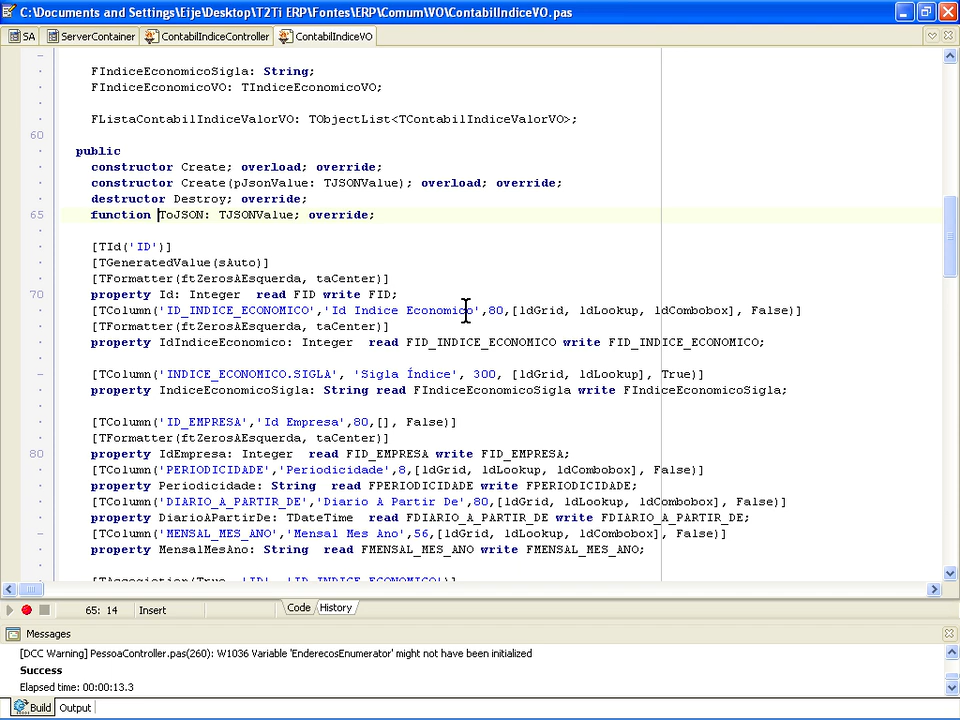 C:\Documents and Settings\Eije\Desktop\T2Ti ERP\Fontes\ERP\Comum\VO\ContabilIndiceVO.pas
SA ServerContainer ContabilIndiceController ContabilIndiceVO
FIndiceEconomicoSigla: String;
FIndiceEconomicoVO: TIndiceEconomicoVO;
FListaContabilIndiceValorVO: TObjectList<TContabilIndiceValorVO>;
60
public
constructor Create; overload; override;
constructor Create(pJsonValue: TJSONValue); overload; override;
destructor Destroy; override;
65 function ToJSON: TJSONValue; override;
[TId('ID')]
[TGeneratedValue(sAuto)]
[TFormatter(ftZerosAEsquerda, taCenter)]
70 property Id: Integer  read FID write FID;
[TColumn('ID_INDICE_ECONOMICO','Id Indice Economico',80,[ldGrid, ldLookup, ldCombobox], False)]
[TFormatter(ftZerosAEsquerda, taCenter)]
property IdIndiceEconomico: Integer  read FID_INDICE_ECONOMICO write FID_INDICE_ECONOMICO;
[TColumn('INDICE_ECONOMICO.SIGLA', 'Sigla Índice', 300, [ldGrid, ldLookup], True)]
property IndiceEconomicoSigla: String read FIndiceEconomicoSigla write FIndiceEconomicoSigla;
[TColumn('ID_EMPRESA','Id Empresa',80,[], False)]
[TFormatter(ftZerosAEsquerda, taCenter)]
80 property IdEmpresa: Integer  read FID_EMPRESA write FID_EMPRESA;
[TColumn('PERIODICIDADE','Periodicidade',8,[ldGrid, ldLookup, ldCombobox], False)]
property Periodicidade: String  read FPERIODICIDADE write FPERIODICIDADE;
[TColumn('DIARIO_A_PARTIR_DE','Diario A Partir De',80,[ldGrid, ldLookup, ldCombobox], False)]
property DiarioAPartirDe: TDateTime  read FDIARIO_A_PARTIR_DE write FDIARIO_A_PARTIR_DE;
[TColumn('MENSAL_MES_ANO','Mensal Mes Ano',56,[ldGrid, ldLookup, ldCombobox], False)]
property MensalMesAno: String  read FMENSAL_MES_ANO write FMENSAL_MES_ANO;
[TAssociation(True, 'ID', 'ID_INDICE_ECONOMICO')]
65: 14 Insert Code History
Messages
[DCC Warning] PessoaController.pas(260): W1036 Variable 'EnderecosEnumerator' might not have been initialized
Success
Elapsed time: 00:00:13.3
Build Output